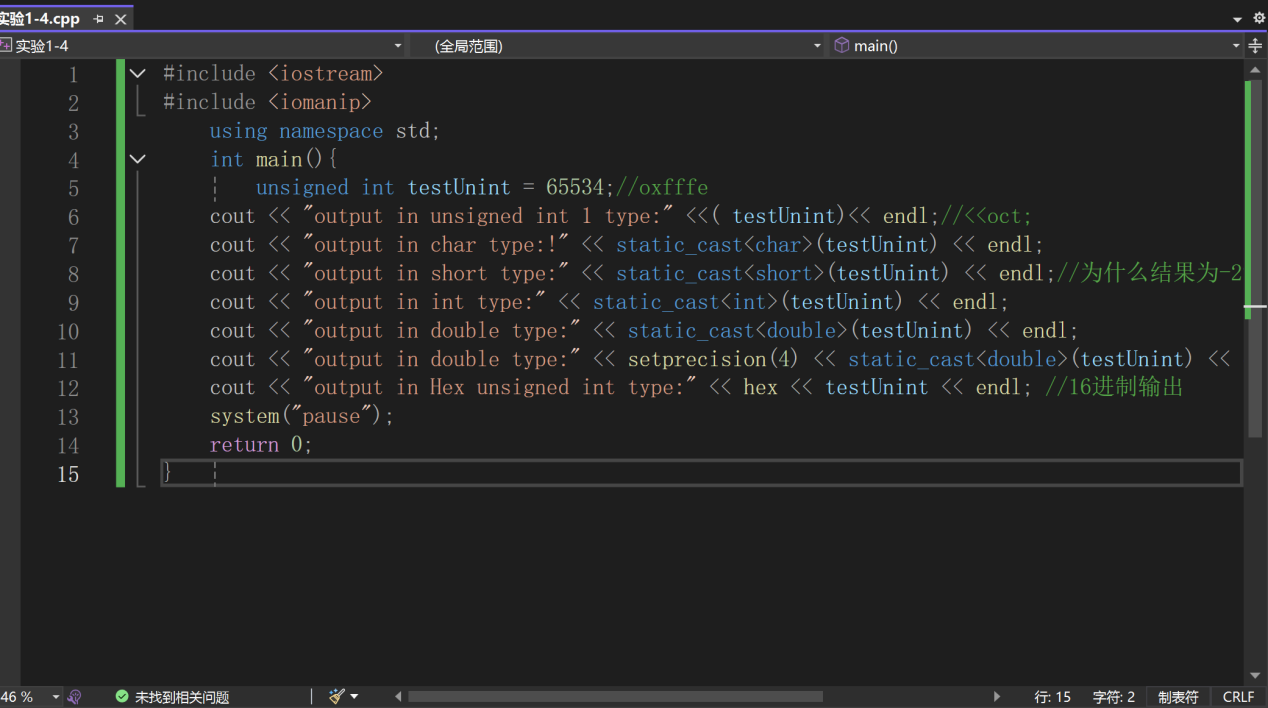 实验1-4.cpp
实验1-4
(全局范围)
main()
1 #include <iostream>
2 #include <iomanip>
3 using namespace std;
4 int main(){
5 unsigned int testUnint = 65534;//oxfffe
6 cout << "output in unsigned int 1 type:" <<( testUnint)<< endl;//<<oct;
7 cout << "output in char type:!" << static_cast<char>(testUnint) << endl;
8 cout << "output in short type:" << static_cast<short>(testUnint) << endl;//为什么结果为-2
9 cout << "output in int type:" << static_cast<int>(testUnint) << endl;
10 cout << "output in double type:" << static_cast<double>(testUnint) << endl;
11 cout << "output in double type:" << setprecision(4) << static_cast<double>(testUnint) <<
12 cout << "output in Hex unsigned int type:" << hex << testUnint << endl; //16进制输出
13 system("pause");
14 return 0;
15 }
46 %
未找到相关问题
行: 15
字符: 2
制表符
CRLF